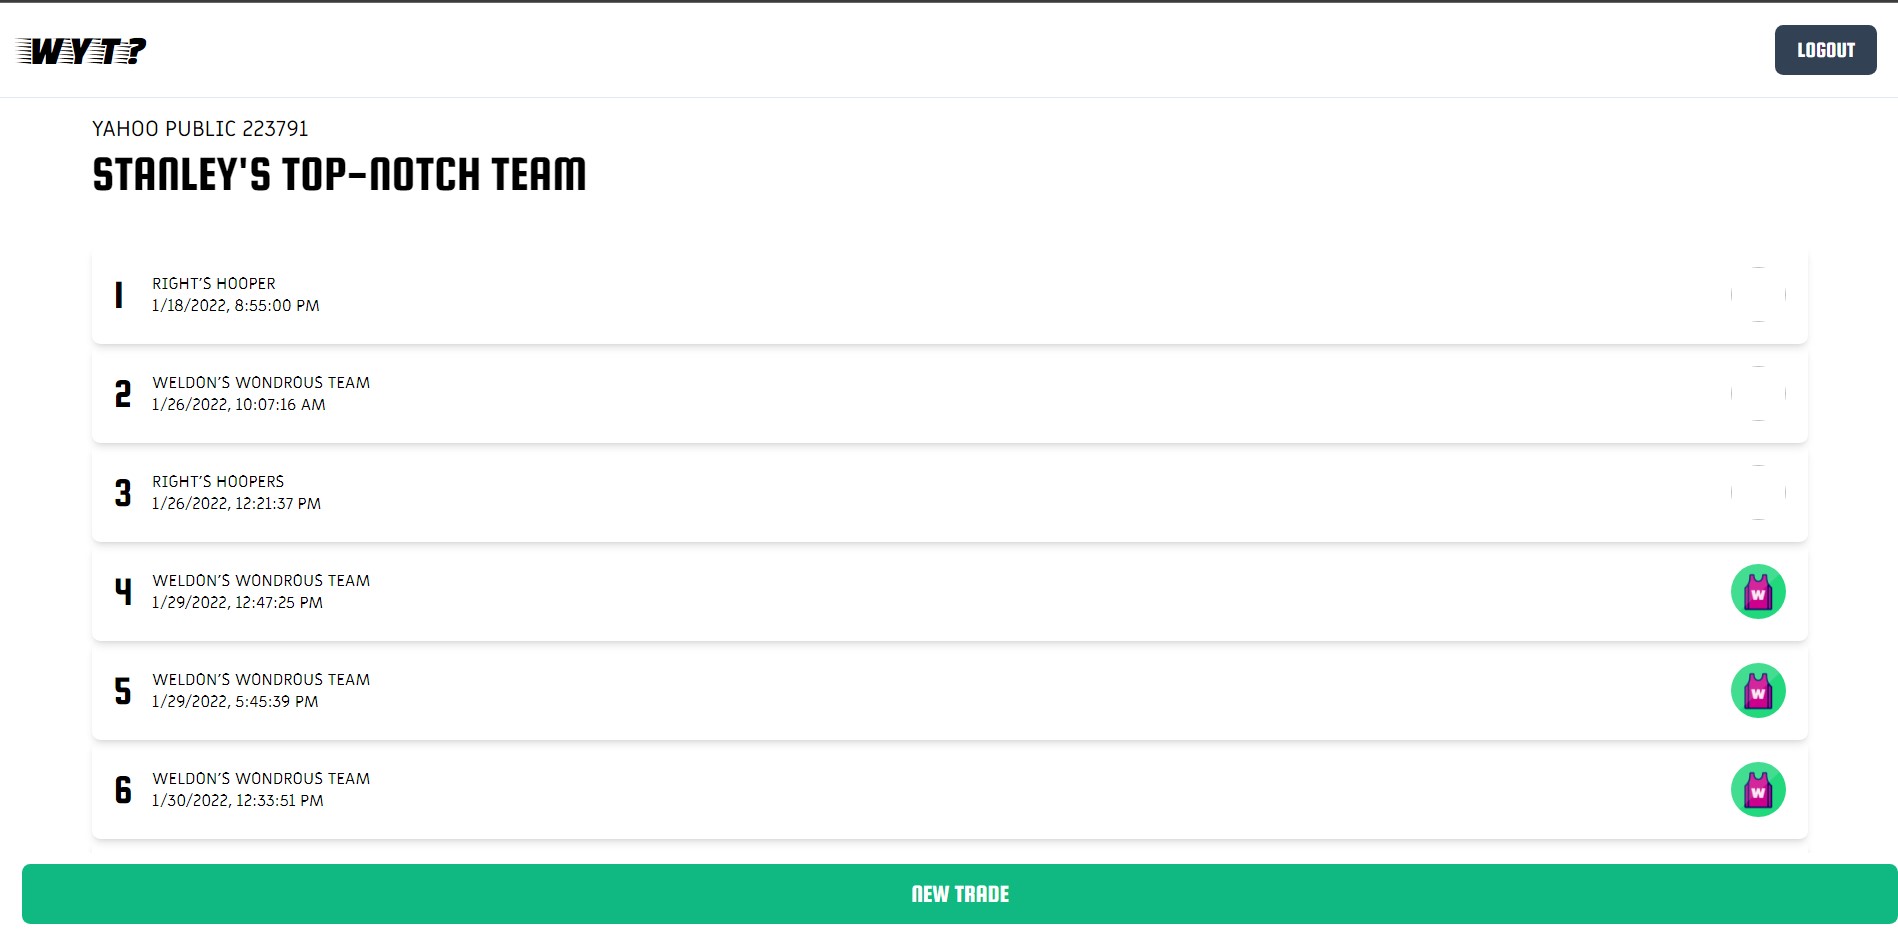 WYT?
LOGOUT
YAHOO PUBLIC 223791
STANLEY'S TOP-NOTCH TEAM
1
RIGHT'S HOOPER
1/18/2022, 8:55:00 PM
2
WELDON'S WONDROUS TEAM
1/26/2022, 10:07:16 AM
3
RIGHT'S HOOPERS
1/26/2022, 12:21:37 PM
4
WELDON'S WONDROUS TEAM
1/29/2022, 12:47:25 PM
W
5
WELDON'S WONDROUS TEAM
1/29/2022, 5:45:39 PM
W
6
WELDON'S WONDROUS TEAM
1/30/2022, 12:33:51 PM
W
NEW TRADE